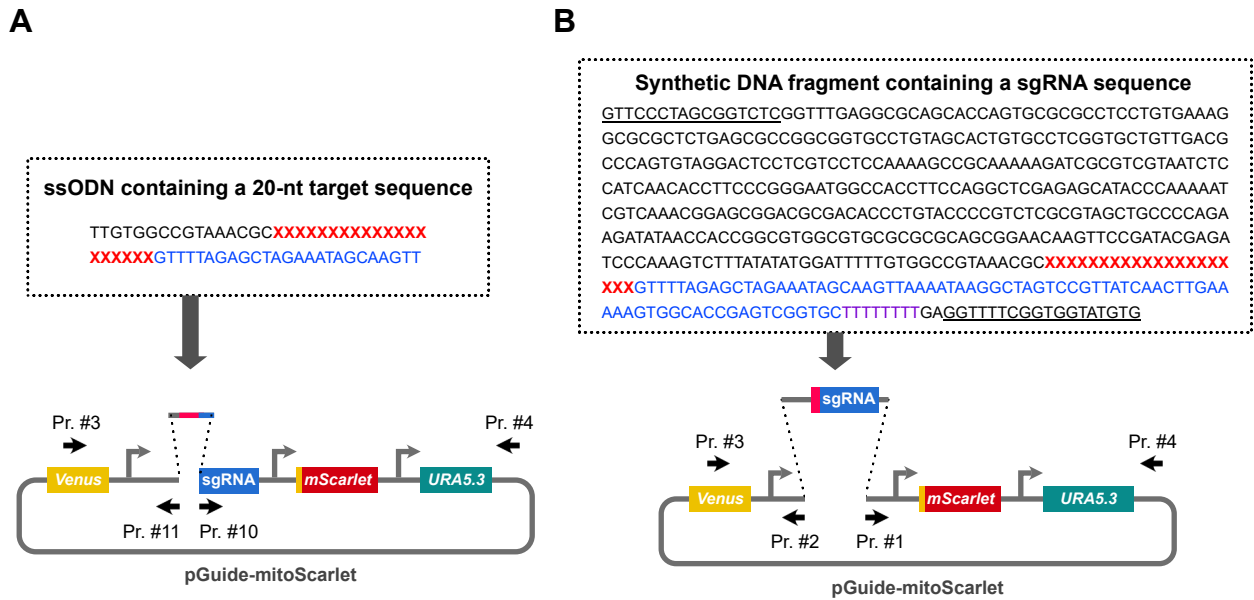 A
B
ssODN containing a 20-nt target sequence
TTGTGGCCGTAAACGCXXXXXXXXXXXXXX
XXXXXXGTTTTAGAGCTAGAAATAGCAAGTT
Pr. #3
Pr. #4
Venus
sgRNA
mScarlet
URA5.3
Pr. #11
Pr. #10
pGuide-mitoScarlet
Synthetic DNA fragment containing a sgRNA sequence
GTTCCCTAGCGGTCTCGGTTTGAGGCGCAGCACCAGTGCGCGCCTCCTGTGAAAG
GCGCGCTCTGAGCGCCGGCGGTGCCTGTAGCACTGTGCCTCGGTGCTGTTGACG
CCCAGTGTAGGACTCCTCGTCCTCCAAAAGCCGCAAAAAGATCGCGTCGTAATCTC
CATCAACACCTTCCCGGGAATGGCCACCTTCCAGGCTCGAGAGCATACCCAAAAAT
CGTCAAACGGAGCGGACGCGACACCCTGTACCCCGTCTCGCGTAGCTGCCCCAGA
AGATATAACCACCGGCGTGGCGTGCGCGCGCAGCGGAACAAGTTCCGATACGAGA
TCCCAAAGTCTTTATATATGGATTTTTGTGGCCGTAAACGCXXXXXXXXXXXXXXXXX
XXXGTTTTAGAGCTAGAAATAGCAAGTTAAAATAAGGCTAGTCCGTTATCAACTTGAA
AAAGTGGCACCGAGTCGGTGCTTTTTTTTGAGGTTTTCGGTGGTATGTG
sgRNA
Pr. #3
Pr. #4
Venus
mScarlet
URA5.3
Pr. #2
Pr. #1
pGuide-mitoScarlet